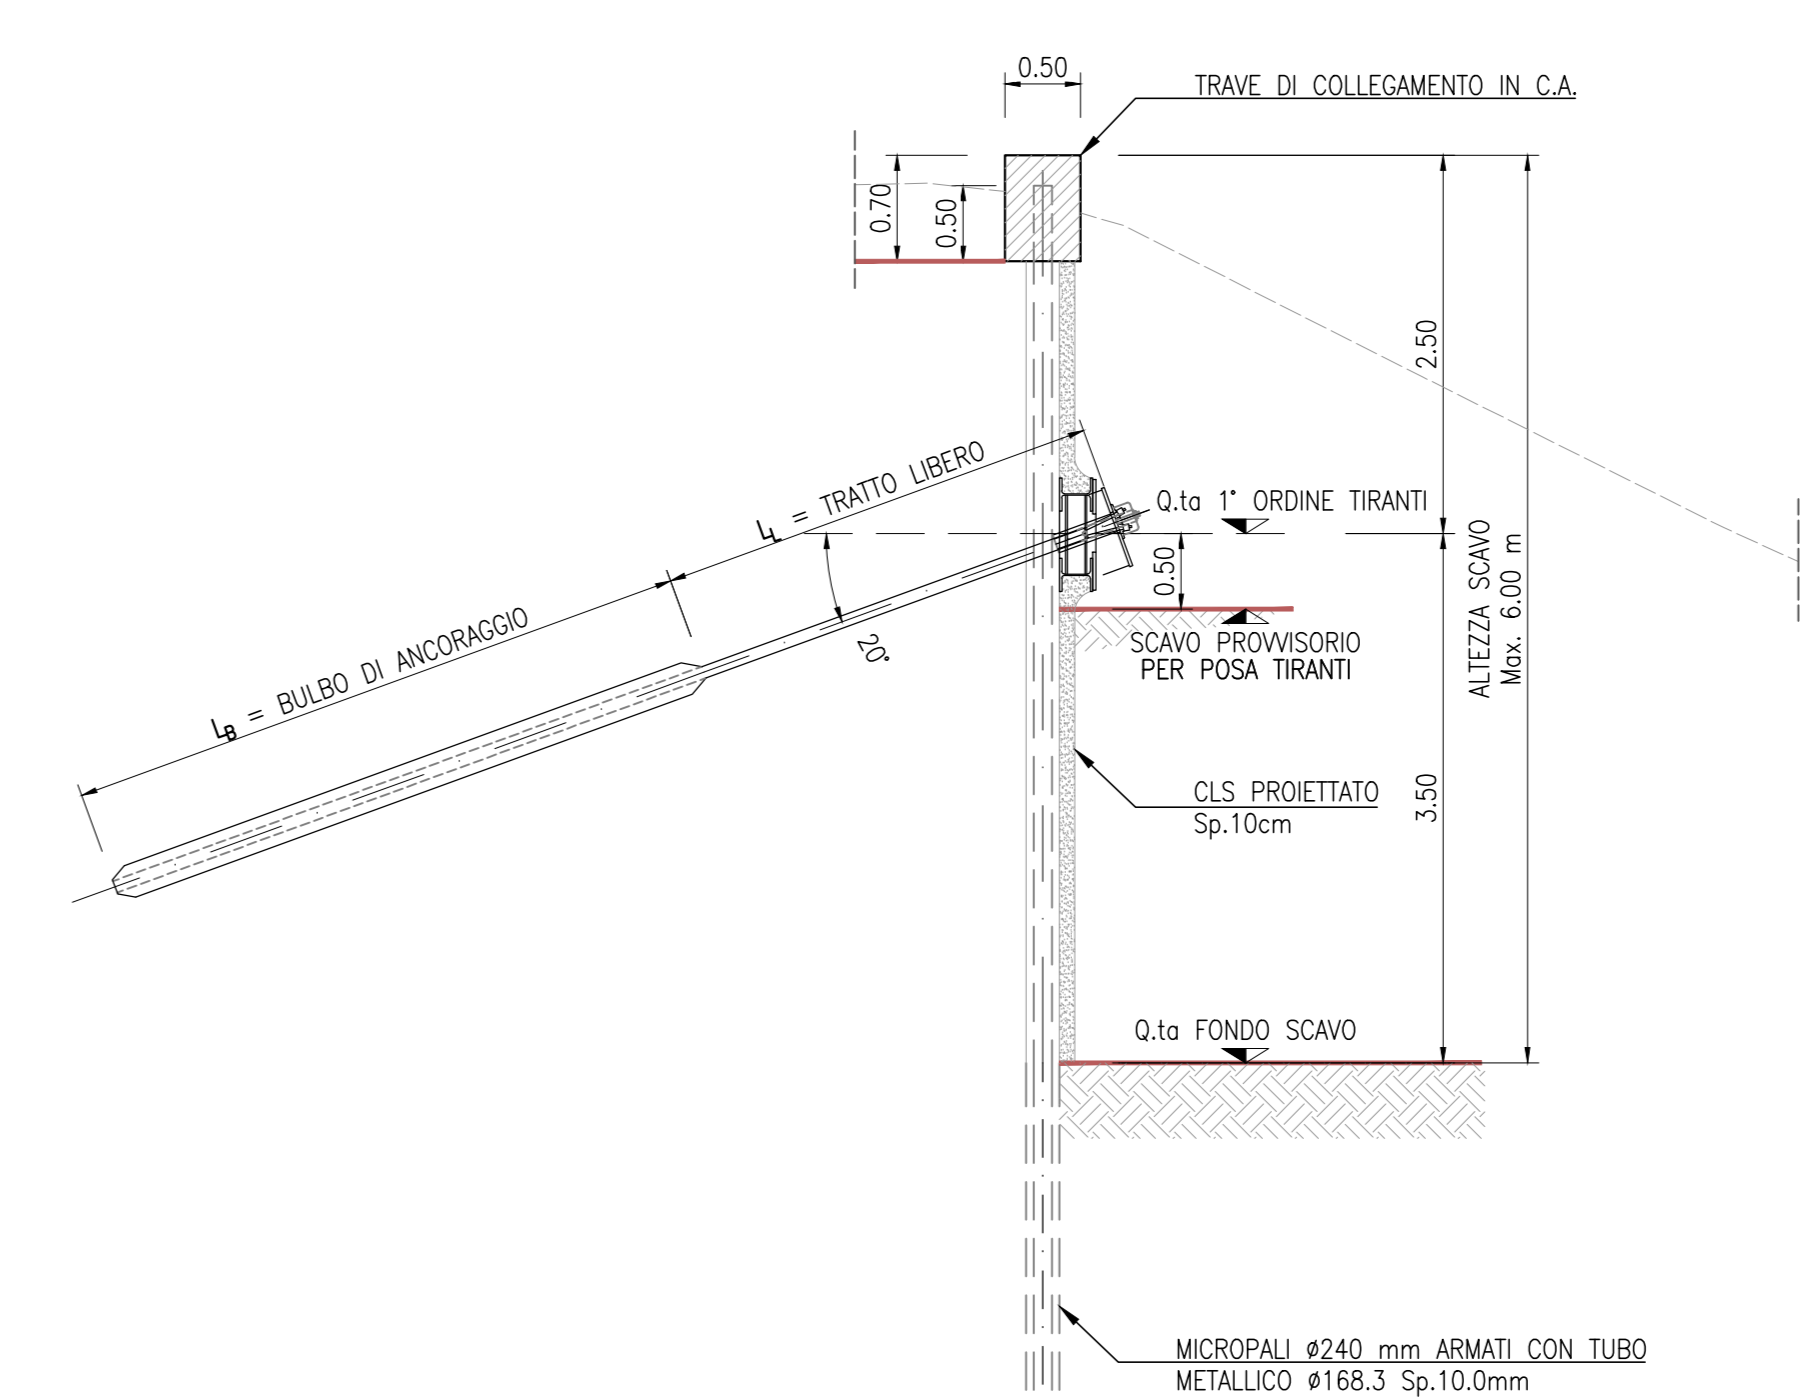 0.50
TRAVE DI COLLEGAMENTO IN C.A.
0.70
0.50
2.50
L_L = TRATTO LIBERO
Q.ta 1° ORDINE TIRANTI
0.50
ALTEZZA SCAVO
Max. 6.00 m
L_B = BULBO DI ANCORAGGIO
20°
SCAVO PROVVISORIO
PER POSA TIRANTI
CLS PROIETTATO
Sp.10cm
3.50
Q.ta FONDO SCAVO
MICROPALI ø240 mm ARMATI CON TUBO
METALLICO ø168.3 Sp.10.0mm